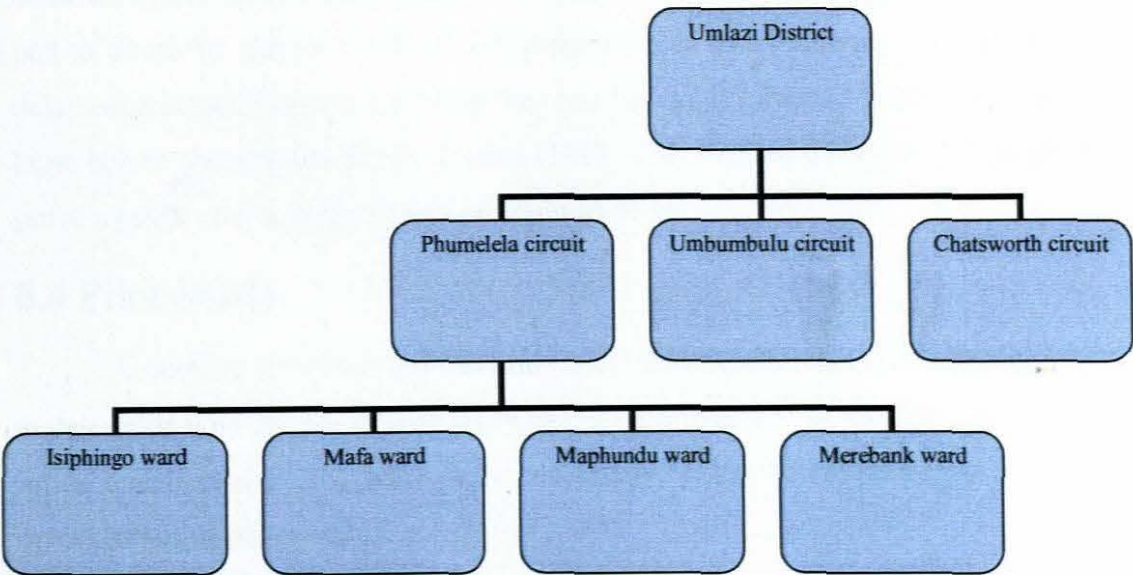 Umlazi District
Phumelela circuit
Umbumbulu circuit
Chatsworth circuit
Isiphingo ward
Mafa ward
Maphundu ward
Merebank ward